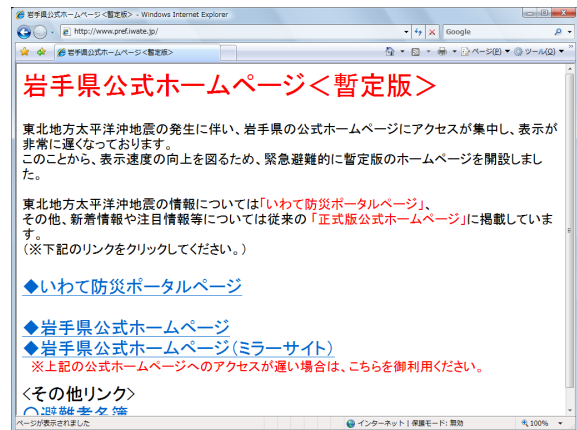 岩手県公式ホームページ<暫定版> - Windows Internet Explorer
http://www.pref.iwate.jp/
Google
岩手県公式ホームページ<暫定版>
ページ(P)
ツール(O)
岩手県公式ホームページ<暫定版>
東北地方太平洋沖地震の発生に伴い、岩手県の公式ホームページにアクセスが集中し、表示が
非常に遅くなっております。
このことから、表示速度の向上を図るため、緊急避難的に暫定版のホームページを開設しまし
た。
東北地方太平洋沖地震の情報については「いわて防災ポータルページ」、
その他、新着情報や注目情報等については従来の「正式版公式ホームページ」に掲載していま
す。
(※下記のリンクをクリックしてください。)
◆いわて防災ポータルページ
◆岩手県公式ホームページ
◆岩手県公式ホームページ(ミラーサイト)
※上記の公式ホームページへのアクセスが遅い場合は、こちらを御利用ください。
<その他リンク>
○避難者名簿
ページが表示されました
インターネット | 保護モード: 無効
100%